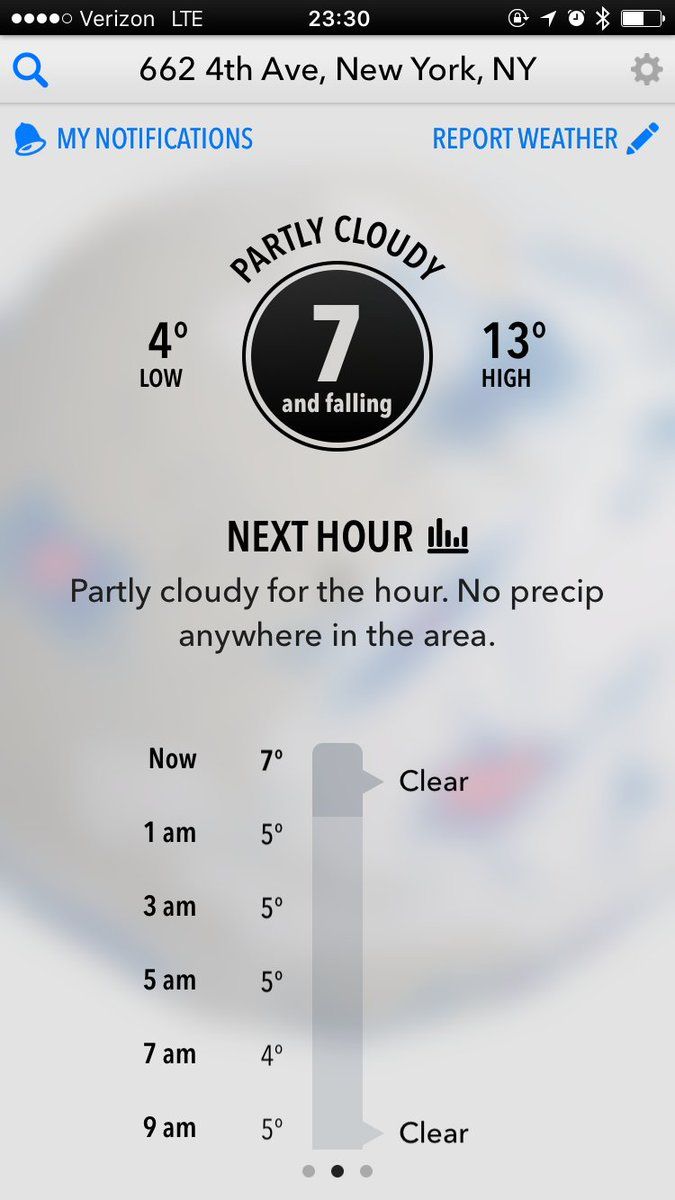 Verizon LTE 23:30
662 4th Ave, New York, NY
MY NOTIFICATIONS REPORT WEATHER
PARTLY CLOUDY
4° 7 13°
LOW and falling HIGH
NEXT HOUR
Partly cloudy for the hour. No precip
anywhere in the area.
Now 7° Clear
1 am 5°
3 am 5°
5 am 5°
7 am 4°
9 am 5° Clear